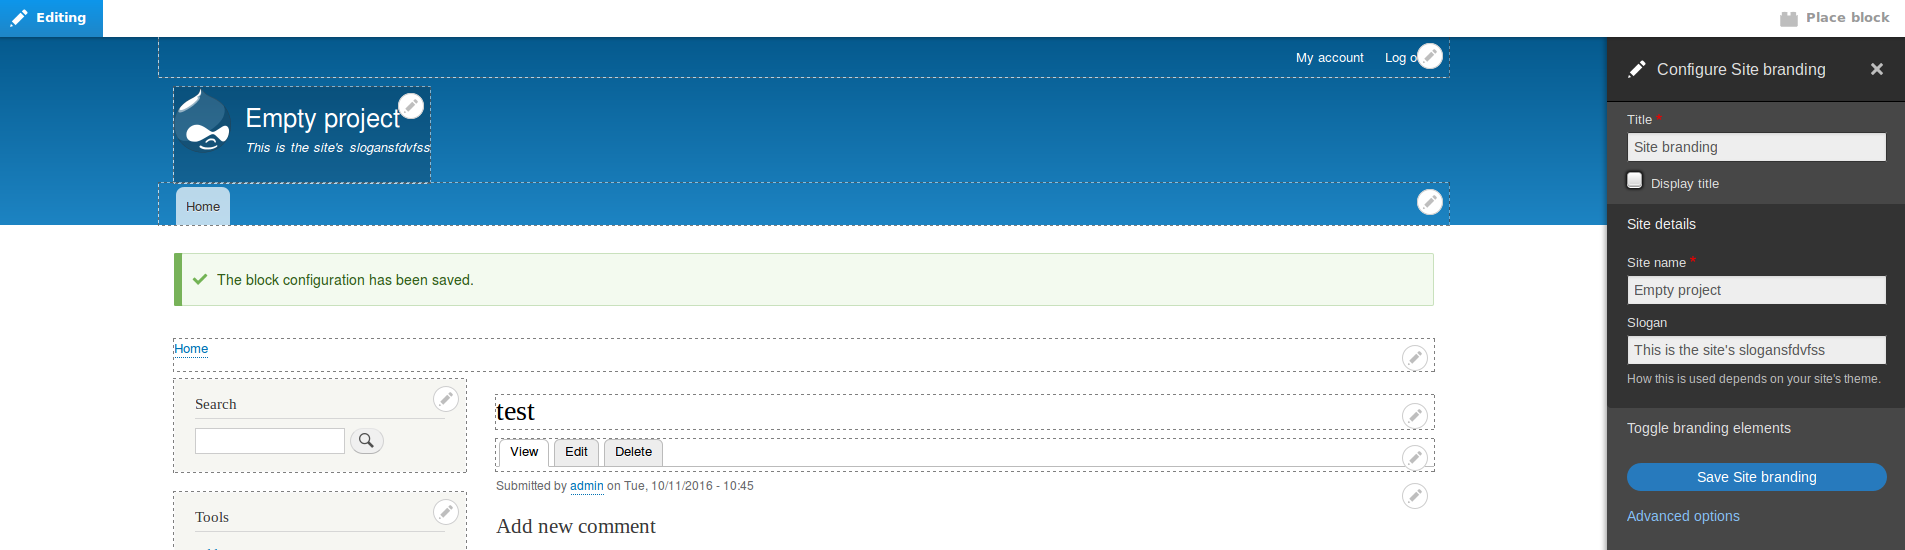 Editing
Place block
My account Log o
Empty project
This is the site's slogansfdvfss
Home
The block configuration has been saved.
Home
Search
Tools
test
View Edit Delete
Submitted by admin on Tue, 10/11/2016 - 10:45
Add new comment
Configure Site branding
Title *
Site branding
Display title
Site details
Site name *
Empty project
Slogan
This is the site's slogansfdvfss
How this is used depends on your site's theme.
Toggle branding elements
Save Site branding
Advanced options